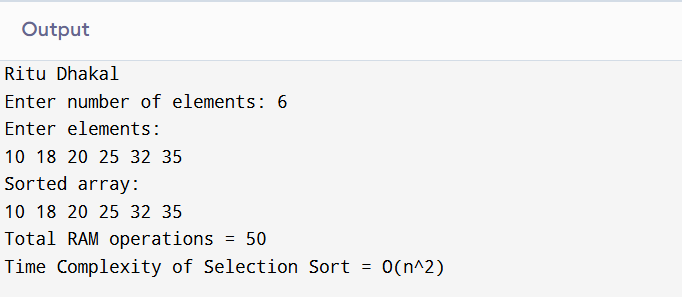 Output
Ritu Dhakal
Enter number of elements: 6
Enter elements:
10 18 20 25 32 35
Sorted array:
10 18 20 25 32 35
Total RAM operations = 50
Time Complexity of Selection Sort = O(n^2)